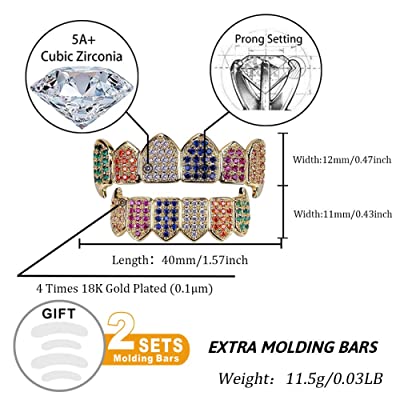 5A+
Cubic Zirconia
Prong Setting
Width:12mm/0.47inch
Width:11mm/0.43inch
Length: 40mm/1.57inch
4 Times 18K Gold Plated (0.1μm)
GIFT
2 SETS
Molding Bars
EXTRA MOLDING BARS
Weight: 11.5g/0.03LB